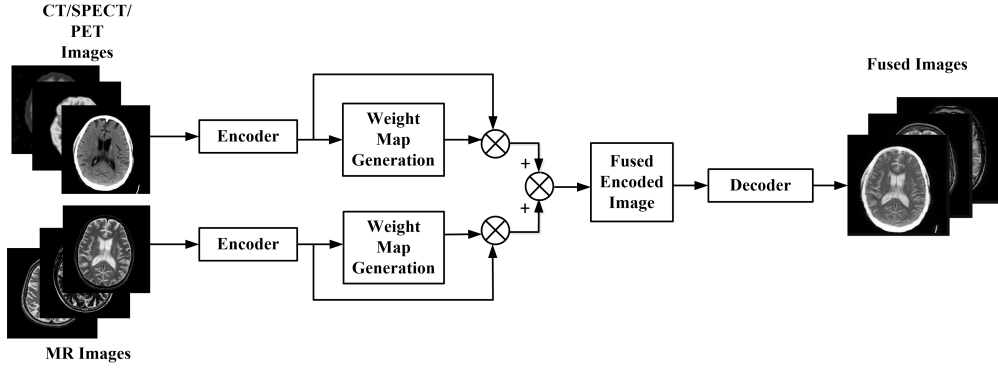 CT/SPECT/
PET
Images
Fused Images
Encoder
Weight
Map
Generation
+
+
Fused
Encoded
Image
Decoder
Encoder
Weight
Map
Generation
MR Images